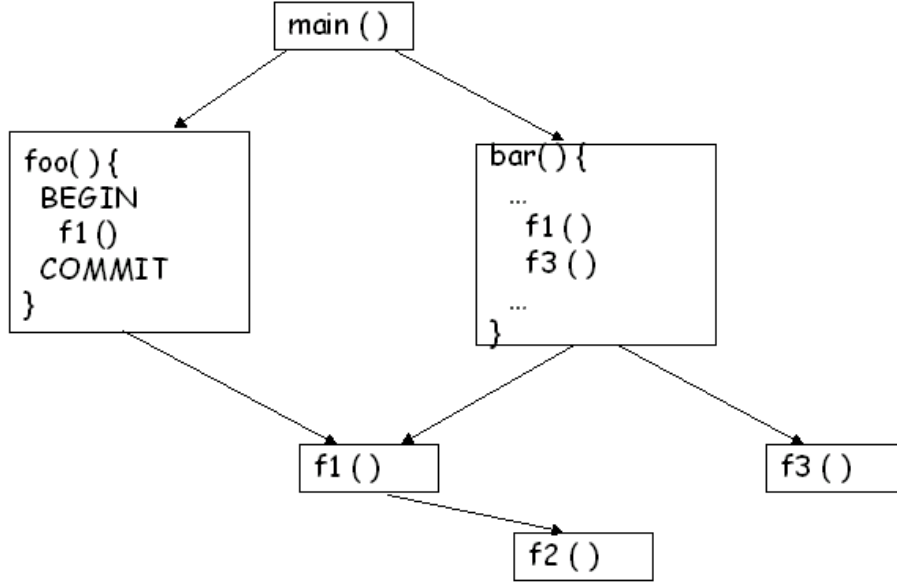 main ( )
foo( ) {
BEGIN
f1 ()
COMMIT
}
bar( ) {
...
f1 ( )
f3 ( )
...
}
f1 ( )
f3 ( )
f2 ( )